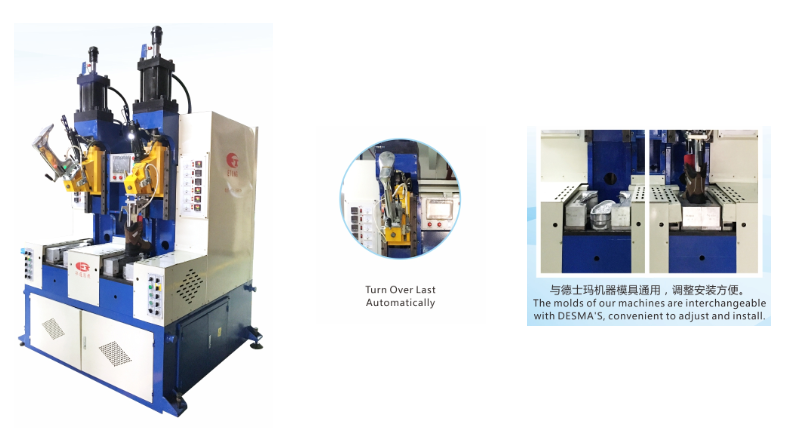 Turn Over Last
Automatically
与德士玛机器模具通用，调整安装方便。
The molds of our machines are interchangeable
with DESMA'S, convenient to adjust and install.